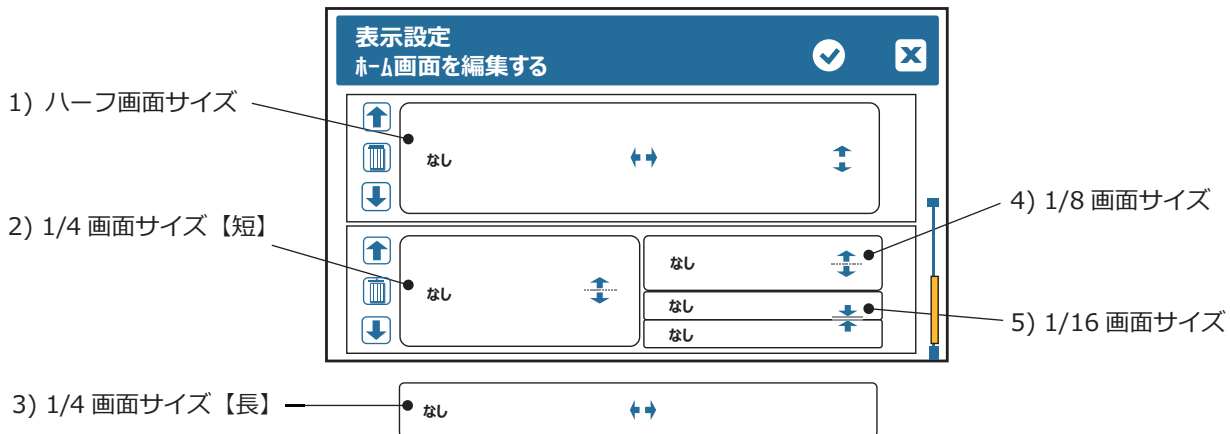 表示設定
ﾎｰﾑ画面を編集する
1) ハーフ画面サイズ
なし
2) 1/4 画面サイズ【短】
4) 1/8 画面サイズ
なし
なし
なし
なし
5) 1/16 画面サイズ
3) 1/4 画面サイズ【長】
なし